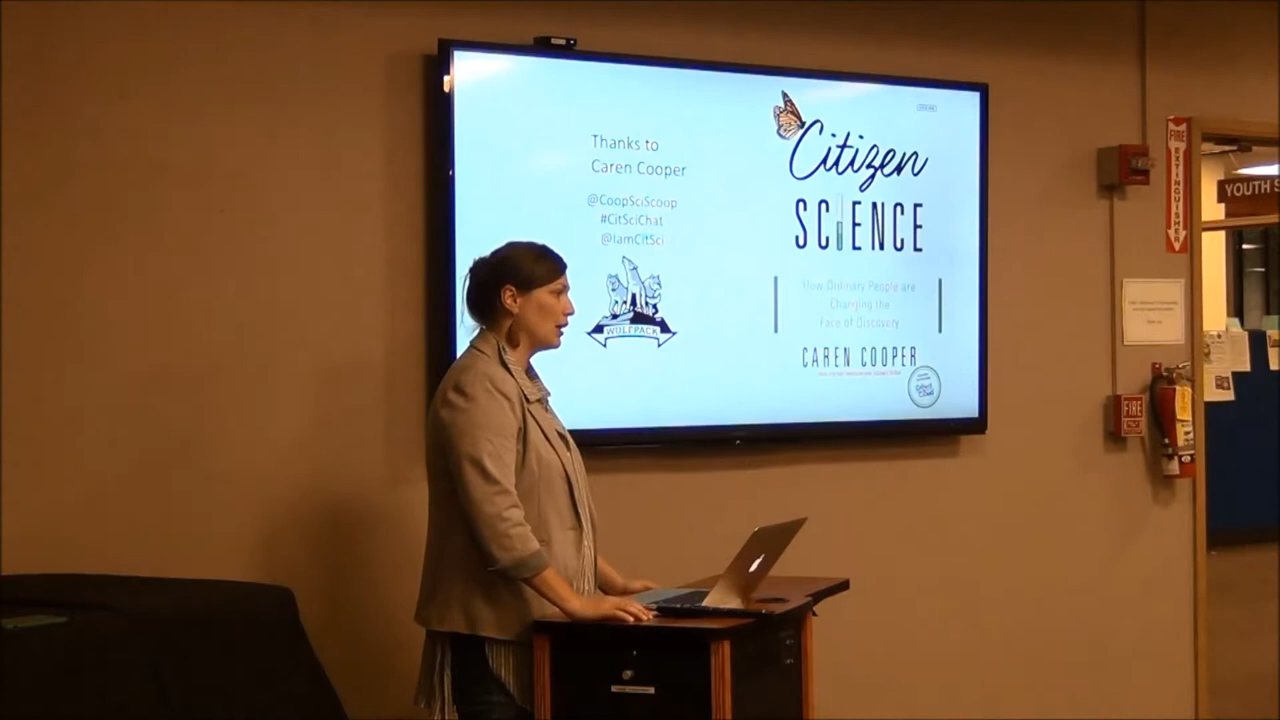 Thanks to
Caren Cooper
@CoopSciScoop
#CitSciChat
@IamCitSci
WOLFPACK
Citizen
SCIENCE
How Ordinary People are
Changing the
Face of Discovery
CAREN COOPER
FIRE
EXTINGUISHER
YOUTH S
FIRE